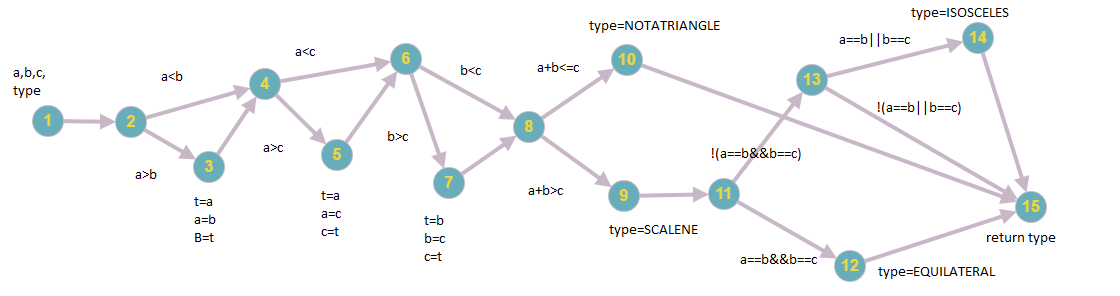 type=ISOSCELES
type=NOTATRIANGLE
14
a==b||b==c
a<c
6
10
a,b,c,
type
a<b
4
b<c
a+b<=c
13
!(a==b||b==c)
1
2
8
a>b
3
a>c
5
b>c
!(a==b&&b==c)
7
a+b>c
9
11
15
t=a
a=b
B=t
t=a
a=c
c=t
t=b
b=c
c=t
type=SCALENE
return type
a==b&&b==c
12
type=EQUILATERAL